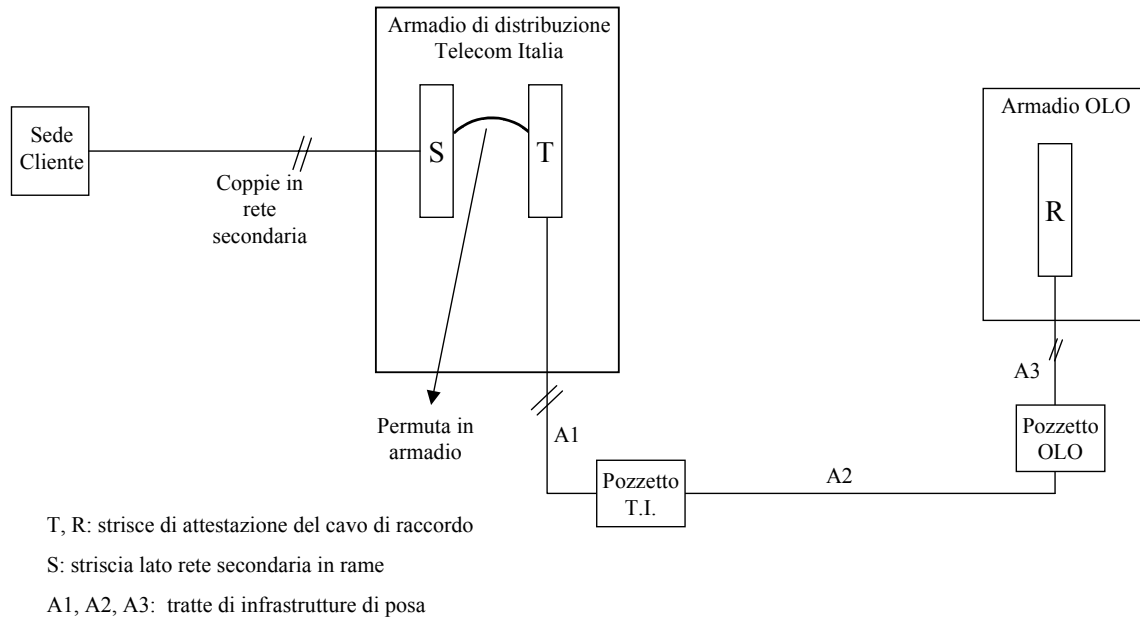 Armadio di distribuzione
Telecom Italia
Armadio OLO
Sede
Cliente
S
T
R
Coppie in
rete
secondaria
A3
Permuta in
armadio
A1
Pozzetto
OLO
A2
Pozzetto
T.I.
T, R: strisce di attestazione del cavo di raccordo
S: striscia lato rete secondaria in rame
A1, A2, A3: tratte di infrastrutture di posa